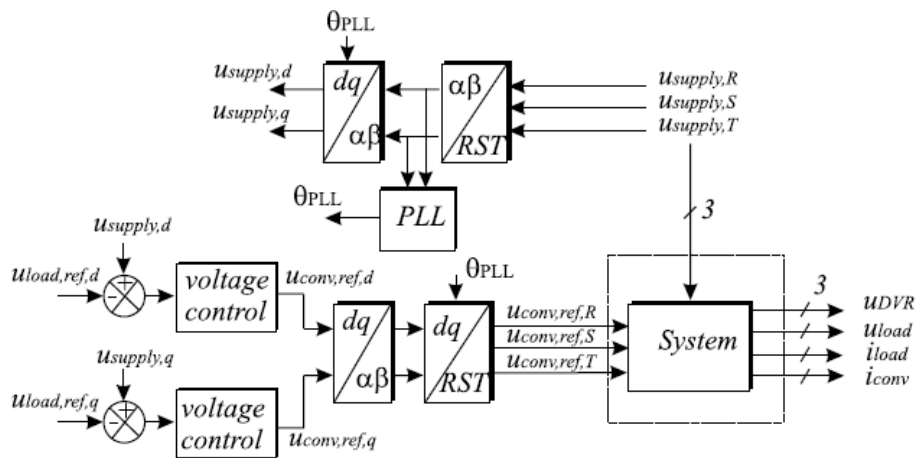 θPLL
usupply,d
usupply,q
dq
αβ
αβ
RST
usupply,R
usupply,S
usupply,T
θPLL
PLL
3
usupply,d
+
-
uload,ref,d
voltage
control
uconv,ref,d
θPLL
dq
αβ
dq
RST
uconv,ref,R
uconv,ref,S
uconv,ref,T
System
3
uDVR
uload
iload
iconv
usupply,q
+
-
uload,ref,q
voltage
control
uconv,ref,q